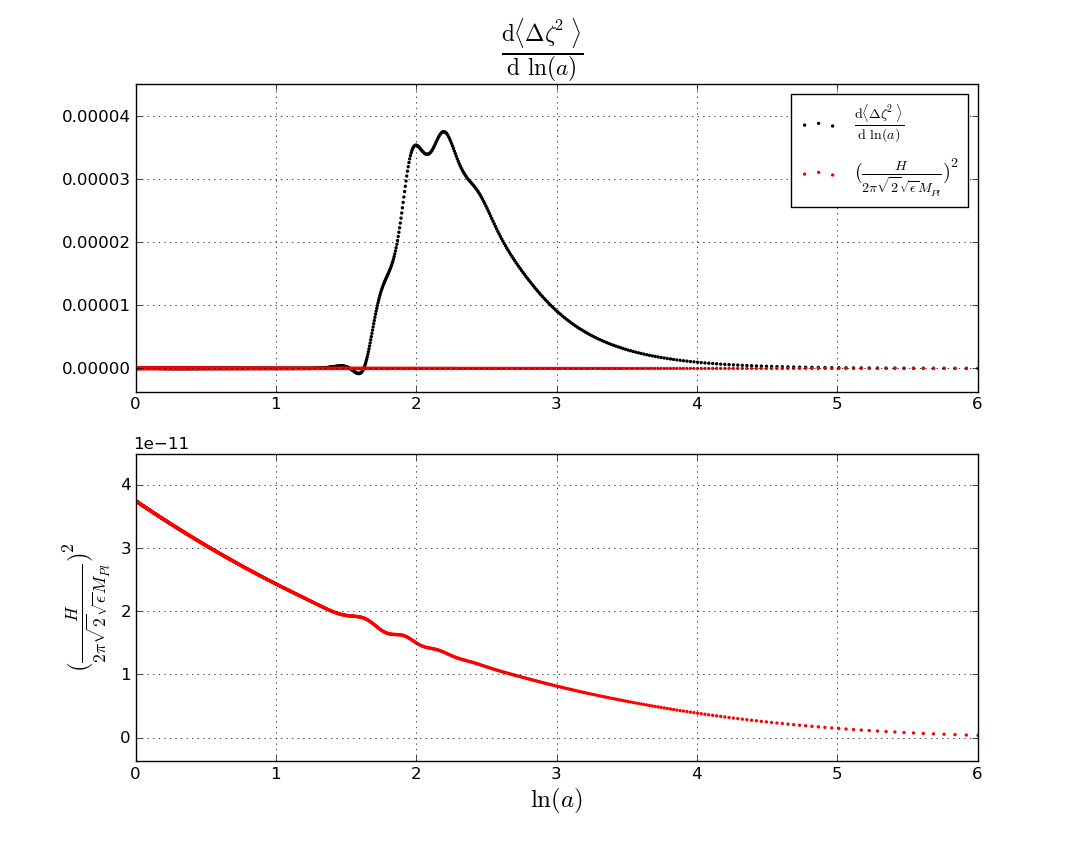 d⟨Δζ² ⟩
d ln(a)
0.00004
0.00003
0.00002
0.00001
0.00000
d⟨Δζ² ⟩
d ln(a)
(H / 2π√2√ϵM_Pl)²
0 1 2 3 4 5 6
1e−11
4
3
2
1
0
(H / 2π√2√ϵM_Pl)²
0 1 2 3 4 5 6
ln(a)